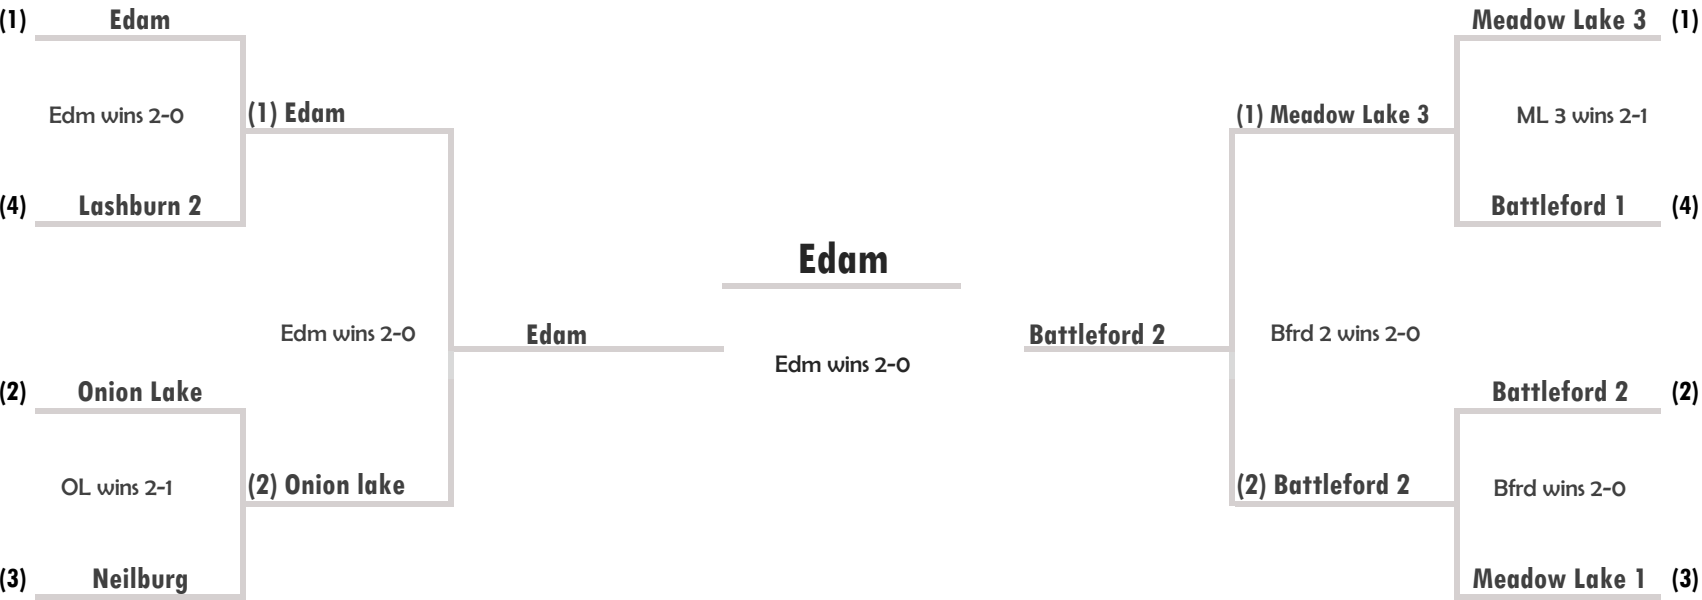 (1) Edam
Meadow Lake 3 (1)
Edm wins 2-0
(1) Edam
(1) Meadow Lake 3
ML 3 wins 2-1
(4) Lashburn 2
Battleford 1 (4)
Edam
Edm wins 2-0
Edam
Edm wins 2-0
Battleford 2
Bfrd 2 wins 2-0
(2) Onion Lake
Battleford 2 (2)
OL wins 2-1
(2) Onion lake
(2) Battleford 2
Bfrd wins 2-0
(3) Neilburg
Meadow Lake 1 (3)